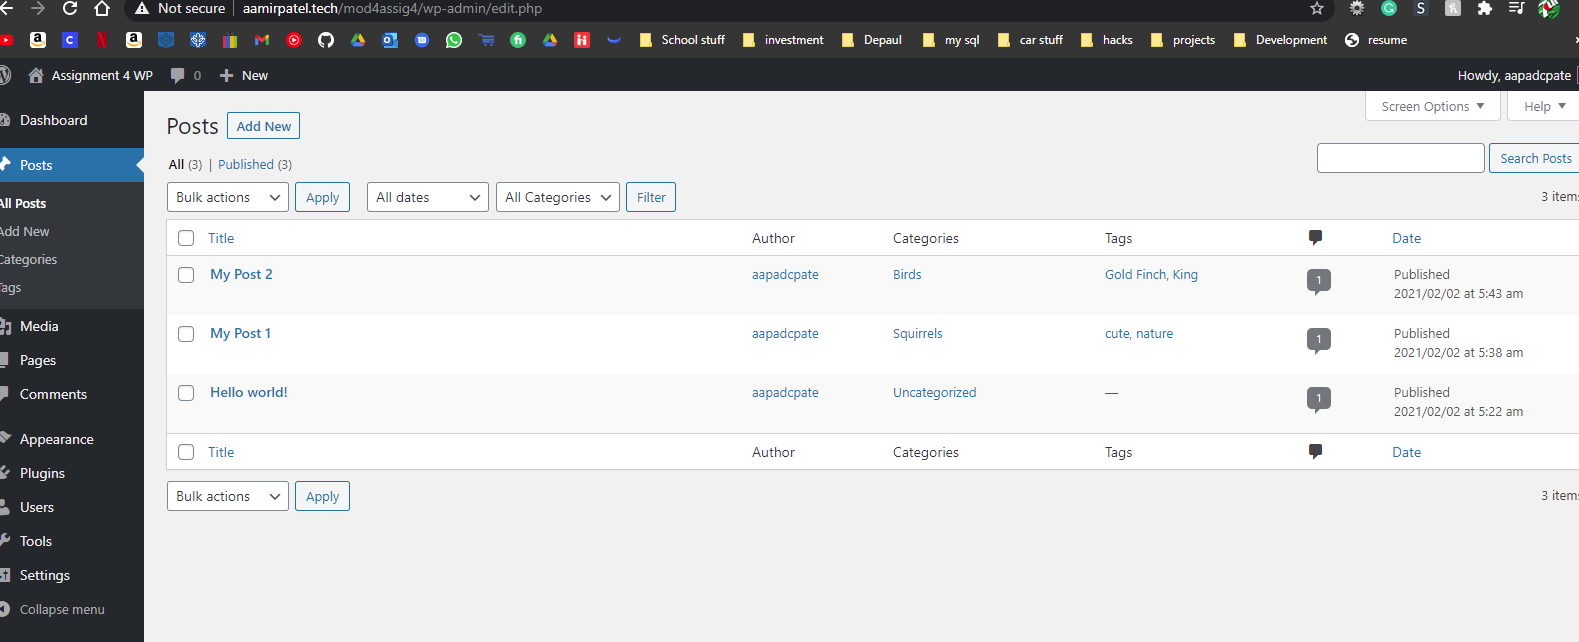 Not secure | aamirpatel.tech/mod4assig4/wp-admin/edit.php
School stuff investment Depaul my sql car stuff hacks projects Development resume
Assignment 4 WP 0 New Howdy, aapadcpate
Screen Options Help
Dashboard
Posts
All Posts
Add New
Categories
Tags
Media
Pages
Comments
Appearance
Plugins
Users
Tools
Settings
Collapse menu
Posts Add New
All (3) | Published (3)
Search Posts
Bulk actions Apply All dates All Categories Filter 3 items
Title Author Categories Tags Date
My Post 2 aapadcpate Birds Gold Finch, King 1 Published
2021/02/02 at 5:43 am
My Post 1 aapadcpate Squirrels cute, nature 1 Published
2021/02/02 at 5:38 am
Hello world! aapadcpate Uncategorized — 1 Published
2021/02/02 at 5:22 am
Title Author Categories Tags Date
Bulk actions Apply 3 items